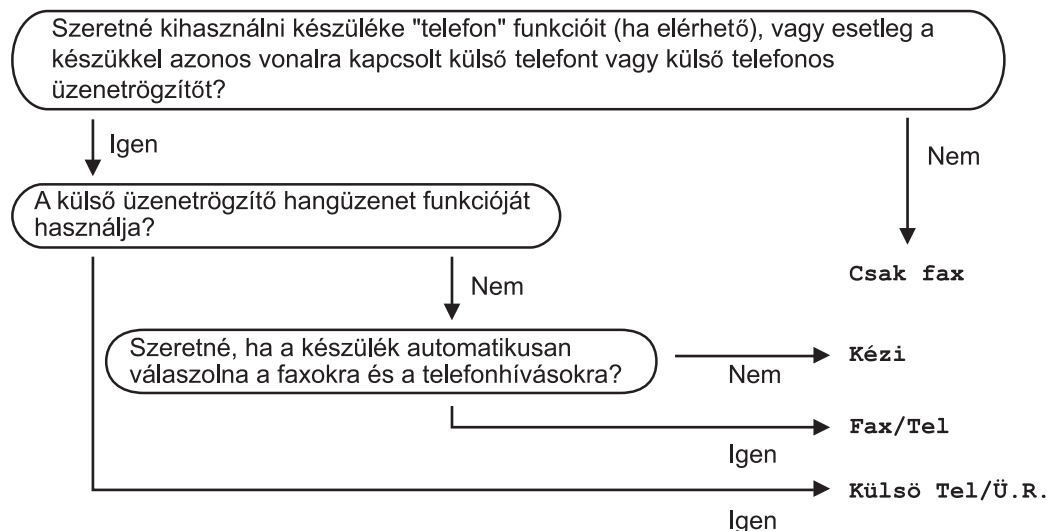 Szeretné kihasználni készüléke "telefon" funkcióit (ha elérhető), vagy esetleg a
készükkel azonos vonalra kapcsolt külső telefont vagy külső telefonos
üzenetrögzítőt?
Igen
Nem
A külső üzenetrögzítő hangüzenet funkcióját
használja?
Csak fax
Nem
Szeretné, ha a készülék automatikusan
válaszolna a faxokra és a telefonhívásokra?
Kézi
Nem
Fax/Tel
Igen
Külsö Tel/Ü.R.
Igen